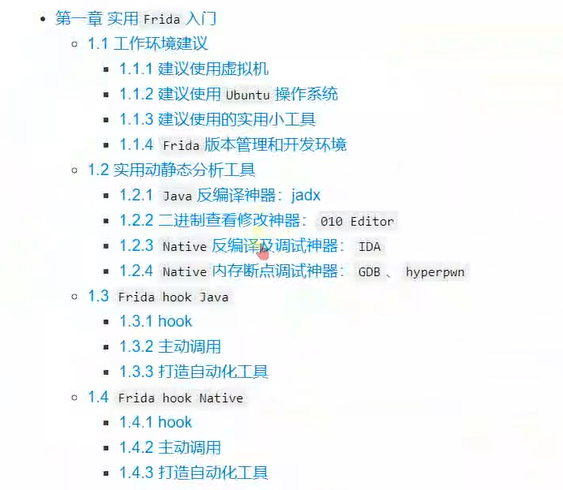 第一章 实用 Frida 入门
1.1 工作环境建议
1.1.1 建议使用虚拟机
1.1.2 建议使用 Ubuntu 操作系统
1.1.3 建议使用的实用小工具
1.1.4 Frida 版本管理和开发环境
1.2 实用动静态分析工具
1.2.1 Java 反编译神器：jadx
1.2.2 二进制查看修改神器：010 Editor
1.2.3 Native 反编译及调试神器：IDA
1.2.4 Native 内存断点调试神器：GDB 、hyperpwn
1.3 Frida hook Java
1.3.1 hook
1.3.2 主动调用
1.3.3 打造自动化工具
1.4 Frida hook Native
1.4.1 hook
1.4.2 主动调用
1.4.3 打造自动化工具